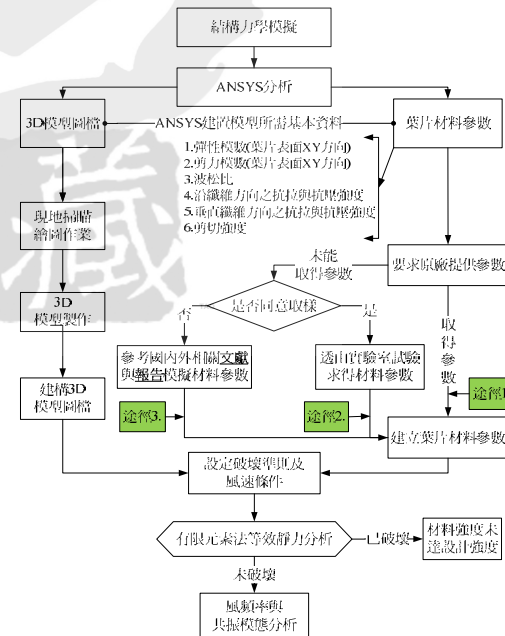 結構力學模擬
ANSYS分析
3D模型圖檔
ANSYS建置模型所需基本資料
葉片材料參數
1.彈性模數(葉片表面XY方向)
2.剪力模數(葉片表面XY方向)
3.波松比
4.沿纖維方向之抗拉與抗壓強度
5.垂直纖維方向之抗拉與抗壓強度
6.剪切強度
現地掃瞄
繪圖作業
未能
取得參數
要求原廠提供參數
3D
模型製作
是否同意取樣
否
是
取得參數
參考國內外相關文獻
與報告模擬材料參數
透由實驗室試驗
求得材料參數
建構3D
模型圖檔
途徑3.
途徑2.
途徑1
建立葉片材料參數
設定破壞準則及
風速條件
有限元素法等效靜力分析
已破壞
材料強度未
達設計強度
未破壞
風頻率與
共振模態分析
藏